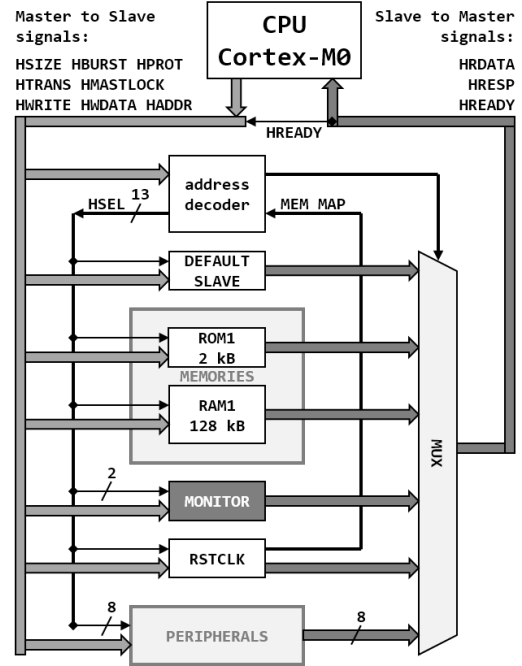 Master to Slave
signals:
HSIZE HBURST HPROT
HTRANS HMASTLOCK
HWRITE HWDATA HADDR
CPU
Cortex-M0
Slave to Master
signals:
HRDATA
HRESP
HREADY
HREADY
address
decoder
HSEL
13
MEM MAP
DEFAULT
SLAVE
ROM1
2 kB
MEMORIES
RAM1
128 kB
MUX
2
MONITOR
RSTCLK
8
PERIPHERALS
8